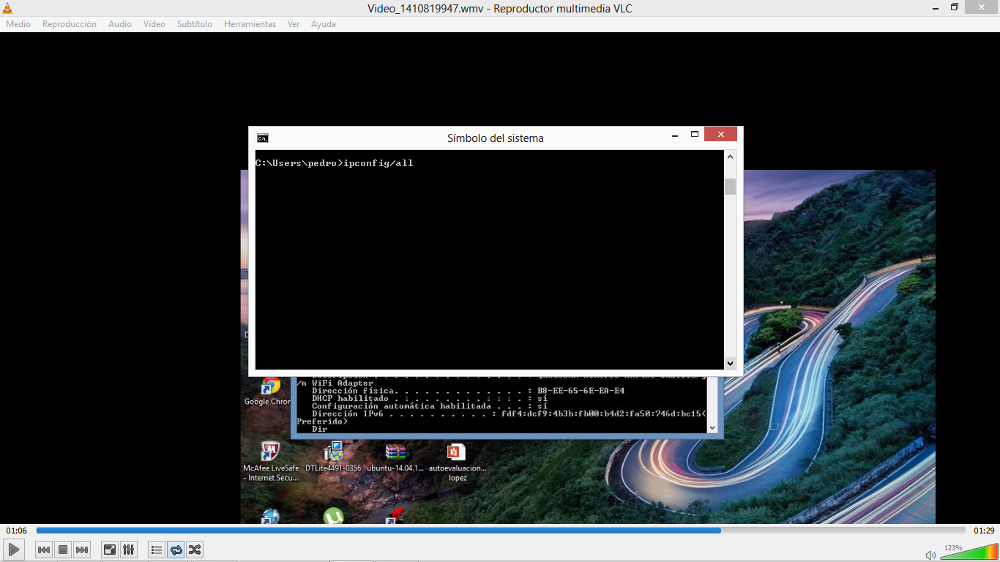 Video_1410819947.wmv - Reproductor multimedia VLC
Medio Reproducción Audio Vídeo Subtítulo Herramientas Ver Ayuda
Símbolo del sistema
C:\Users\pedro>ipconfig/all
/n WiFi Adapter
Dirección física. . . . . . . . . . . . . : B8-EE-65-6E-EA-E4
DHCP habilitado . . . . . . . . . . . . . : sí
Configuración automática habilitada . . . : sí
Dirección IPv6 . . . . . . . . . . : fdf4:dcf9:4b3b:fb00:b4d2:fa50:746d:bc15<
Preferido>
Dir
Google Chrom
McAfee LiveSafe
- Internet Secu...
DTLite4491-0356
ubuntu-14.04.1...
autoevaluacion...
lopez
01:06
01:29
123%